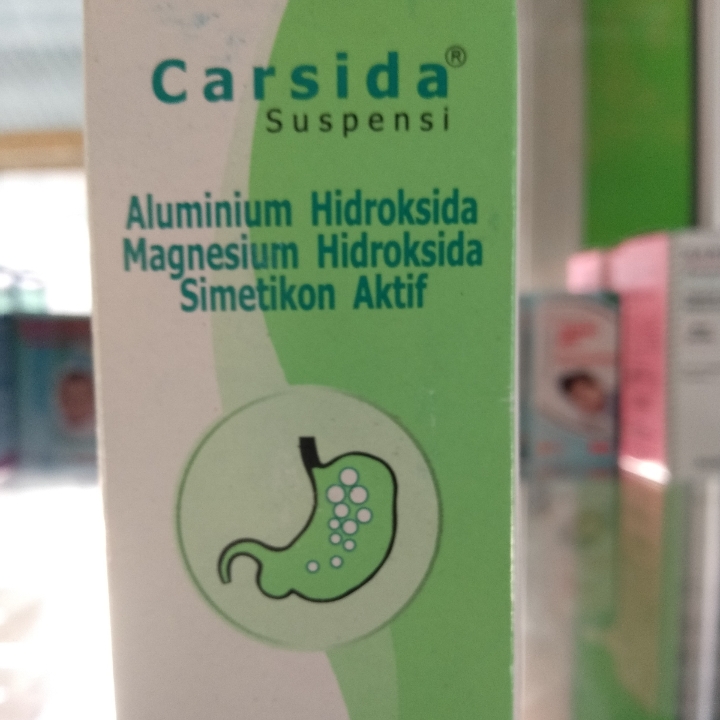 Carsida®
Suspensi
Aluminium Hidroksida
Magnesium Hidroksida
Simetikon Aktif